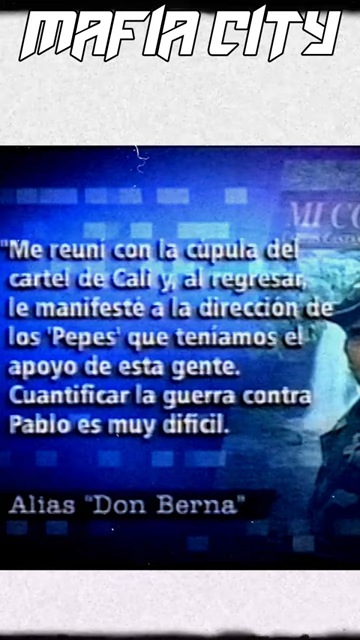 MAFIA CITY
MI CO
"Me reuní con la cúpula del
cartel de Cali y, al regresar,
le manifesté a la dirección de
los 'Pepes' que teníamos el
apoyo de esta gente.
Cuantificar la guerra contra
Pablo es muy difícil.
Alias "Don Berna"